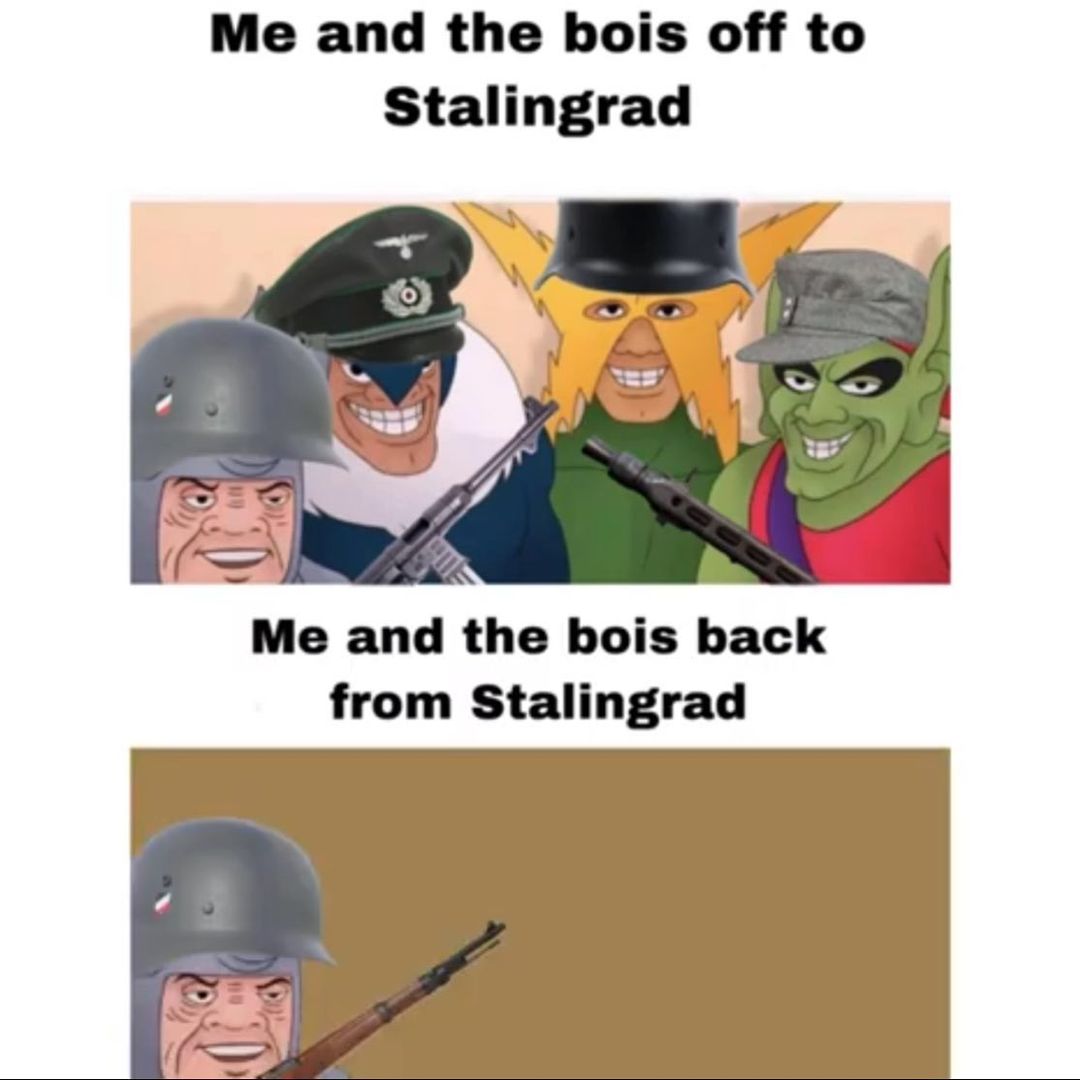 Me and the bois off to
Stalingrad
Me and the bois back
from Stalingrad